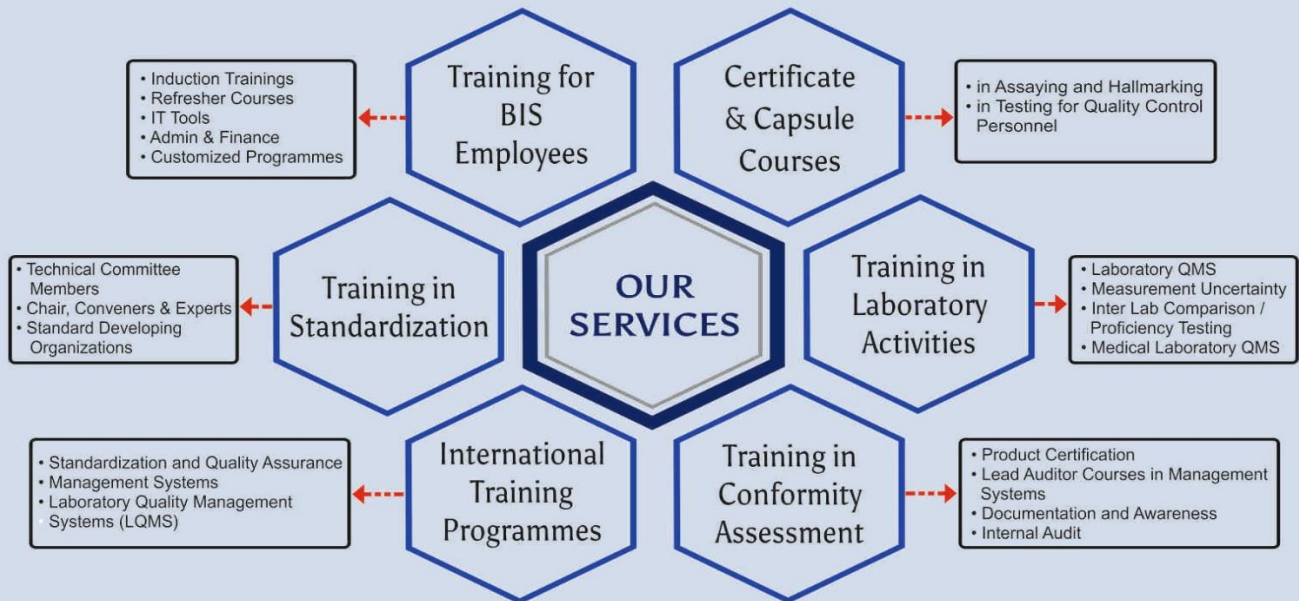 Training for
BIS
Employees
• Induction Trainings
• Refresher Courses
• IT Tools
• Admin & Finance
• Customized Programmes
Certificate
& Capsule
Courses
• in Assaying and Hallmarking
• in Testing for Quality Control
Personnel
Training in
Standardization
• Technical Committee
Members
• Chair, Conveners & Experts
• Standard Developing
Organizations
OUR
SERVICES
Training in
Laboratory
Activities
• Laboratory QMS
• Measurement Uncertainty
• Inter Lab Comparison /
Proficiency Testing
• Medical Laboratory QMS
International
Training
Programmes
• Standardization and Quality Assurance
• Management Systems
• Laboratory Quality Management
• Systems (LQMS)
Training in
Conformity
Assessment
• Product Certification
• Lead Auditor Courses in Management
Systems
• Documentation and Awareness
• Internal Audit